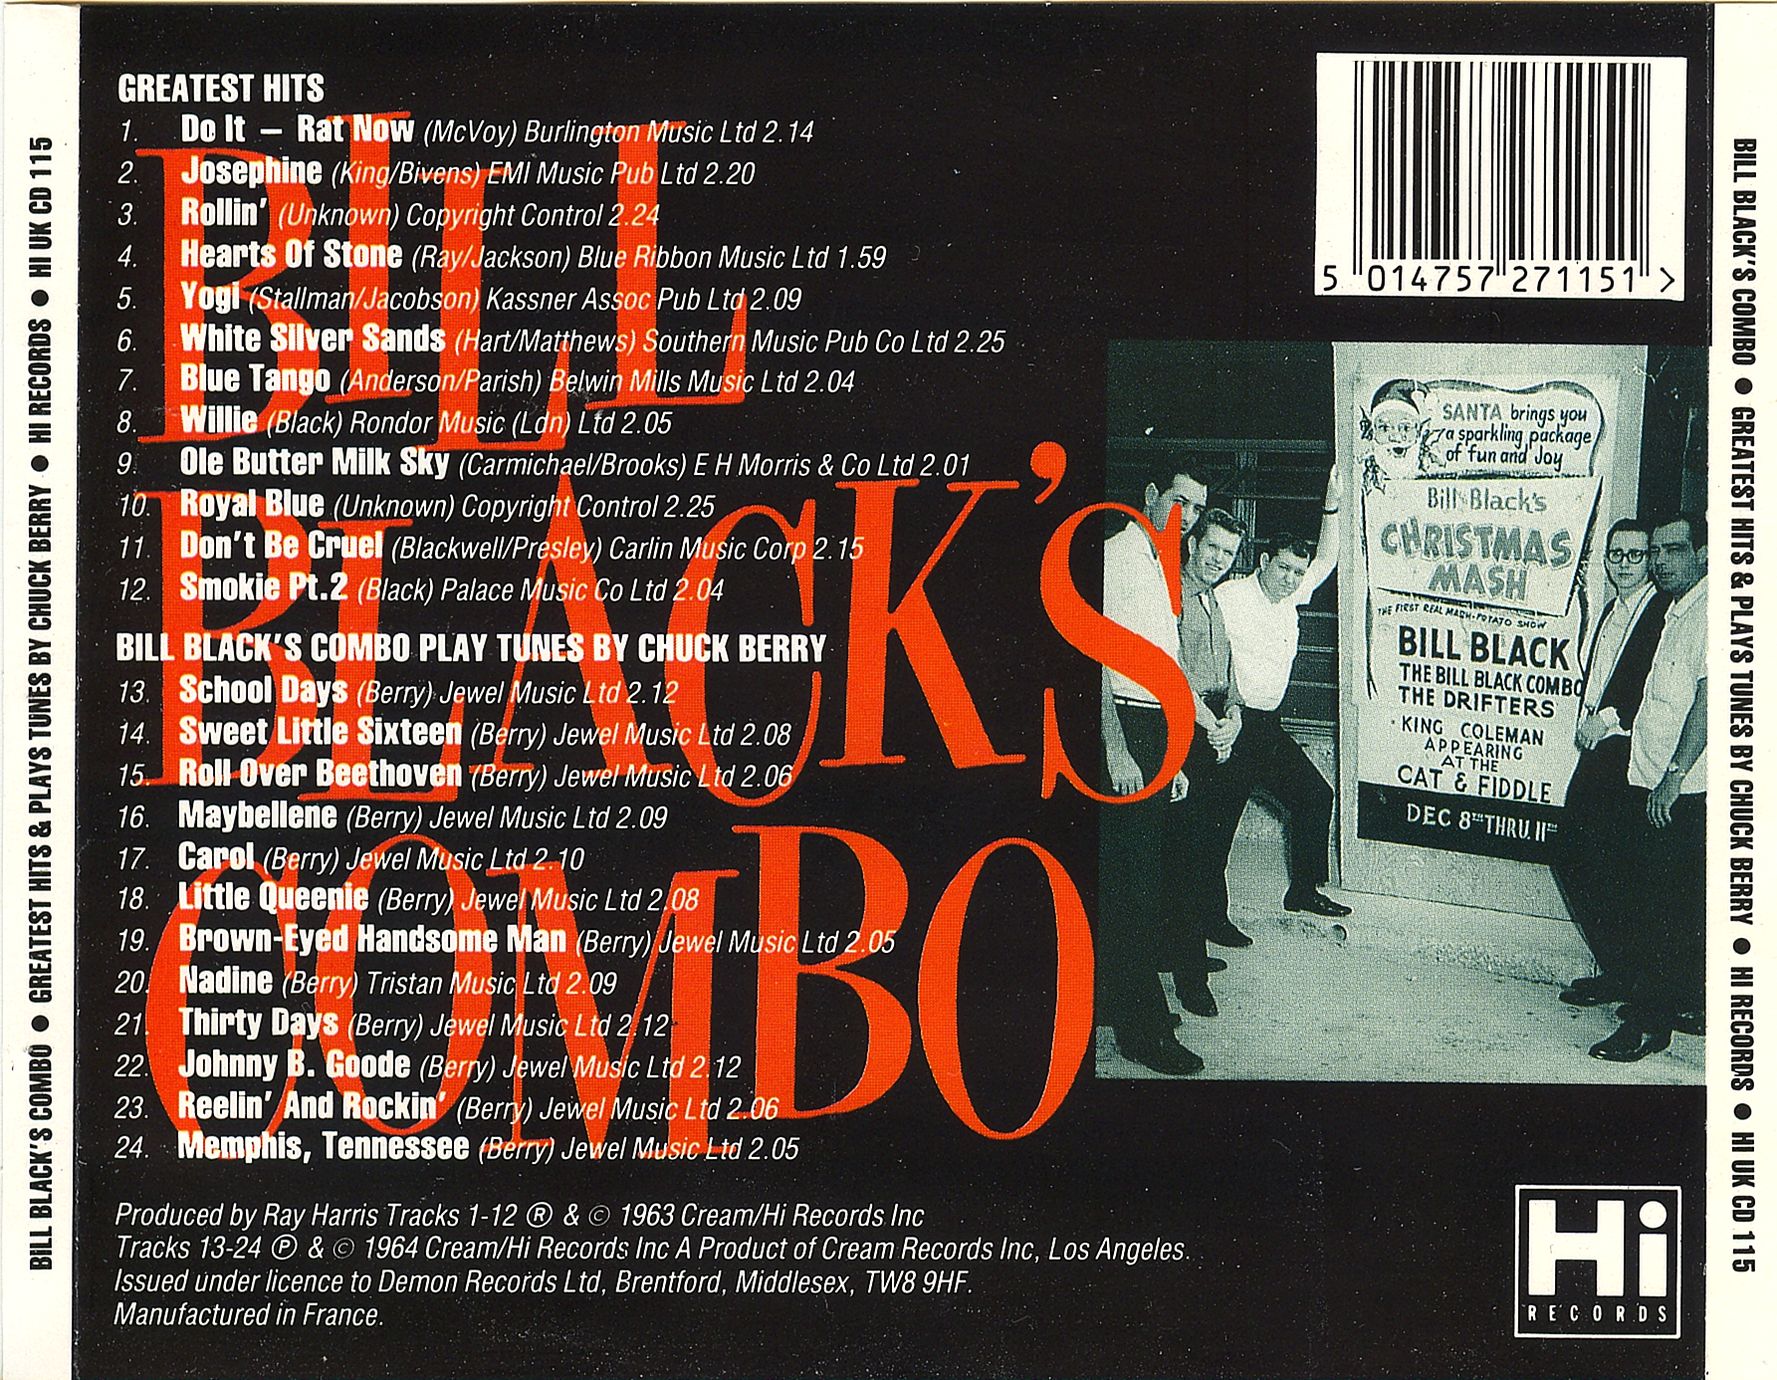 BILL BLACK'S COMBO ● GREATEST HITS & PLAYS TUNES BY CHUCK BERRY ● HI RECORDS ● HI UK CD 115
GREATEST HITS
1. Do It – Rat Now (McVoy) Burlington Music Ltd 2.14
2. Josephine (King/Bivens) EMI Music Pub Ltd 2.20
3. Rollin' (Unknown) Copyright Control 2.24
4. Hearts Of Stone (Ray/Jackson) Blue Ribbon Music Ltd 1.59
5. Yogi (Stallman/Jacobson) Kassner Assoc Pub Ltd 2.09
6. White Silver Sands (Hart/Matthews) Southern Music Pub Co Ltd 2.25
7. Blue Tango (Anderson/Parish) Belwin Mills Music Ltd 2.04
8. Willie (Black) Rondor Music (Ldn) Ltd 2.05
9. Ole Butter Milk Sky (Carmichael/Brooks) E H Morris & Co Ltd 2.01
10. Royal Blue (Unknown) Copyright Control 2.25
11. Don't Be Cruel (Blackwell/Presley) Carlin Music Corp 2.15
12. Smokie Pt.2 (Black) Palace Music Co Ltd 2.04
BILL BLACK'S COMBO PLAY TUNES BY CHUCK BERRY
13. School Days (Berry) Jewel Music Ltd 2.12
14. Sweet Little Sixteen (Berry) Jewel Music Ltd 2.08
15. Roll Over Beethoven (Berry) Jewel Music Ltd 2.06
16. Maybellene (Berry) Jewel Music Ltd 2.09
17. Carol (Berry) Jewel Music Ltd 2.10
18. Little Queenie (Berry) Jewel Music Ltd 2.08
19. Brown-Eyed Handsome Man (Berry) Jewel Music Ltd 2.05
20. Nadine (Berry) Tristan Music Ltd 2.09
21. Thirty Days (Berry) Jewel Music Ltd 2.12
22. Johnny B. Goode (Berry) Jewel Music Ltd 2.12
23. Reelin' And Rockin' (Berry) Jewel Music Ltd 2.06
24. Memphis, Tennessee (Berry) Jewel Music Ltd 2.05
Produced by Ray Harris Tracks 1-12 Ⓡ & © 1963 Cream/Hi Records Inc
Tracks 13-24 Ⓟ & © 1964 Cream/Hi Records Inc A Product of Cream Records Inc, Los Angeles.
Issued under licence to Demon Records Ltd, Brentford, Middlesex, TW8 9HF.
Manufactured in France.
BILL
BLACK'S
COMBO
5 014757 271151 >
SANTA brings you
a sparkling package
of fun and Joy
Bill Black's
CHRISTMAS
MASH
THE FIRST REAL MASH-POTATO SHOW
BILL BLACK
THE BILL BLACK COMBO
THE DRIFTERS
KING COLEMAN
APPEARING
AT THE
CAT & FIDDLE
DEC 8TH THRU 11TH
Hi
RECORDS
BILL BLACK'S COMBO ● GREATEST HITS & PLAYS TUNES BY CHUCK BERRY ● HI RECORDS ● HI UK CD 115